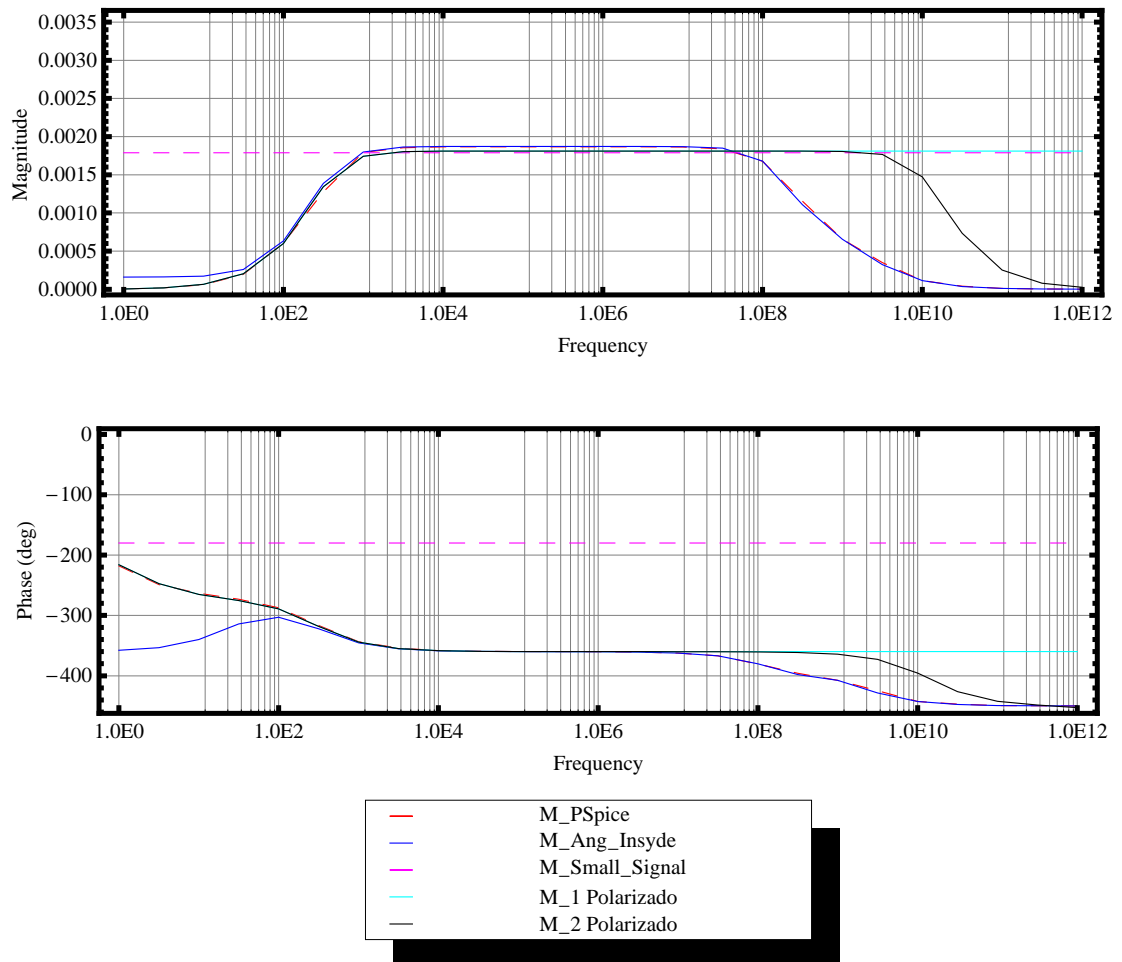 0.0035
0.0030
0.0025
0.0020
0.0015
0.0010
0.0005
0.0000
Magnitude
1.0E0 1.0E2 1.0E4 1.0E6 1.0E8 1.0E10 1.0E12
Frequency
0
−100
−200
−300
−400
Phase (deg)
1.0E0 1.0E2 1.0E4 1.0E6 1.0E8 1.0E10 1.0E12
Frequency
M_PSpice
M_Ang_Insyde
M_Small_Signal
M_1 Polarizado
M_2 Polarizado